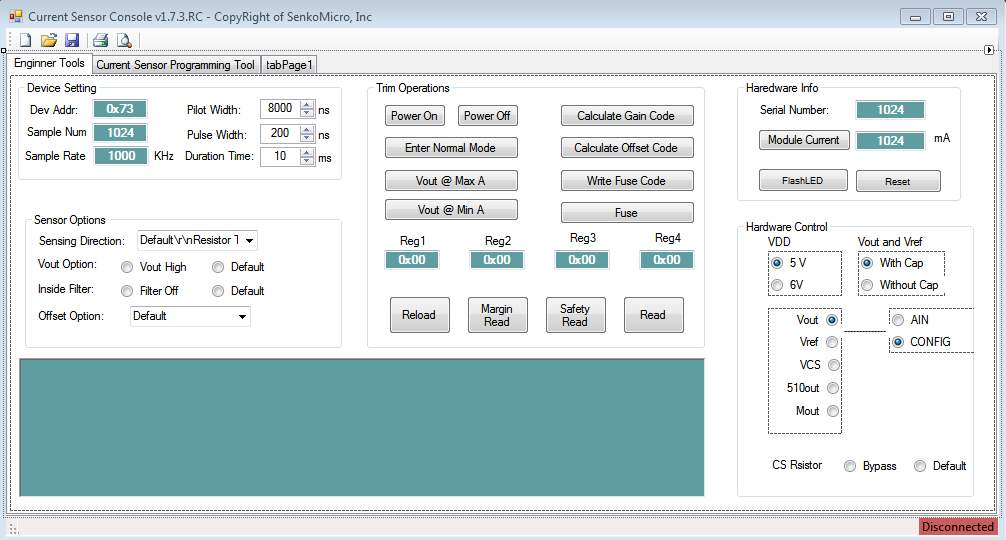 Current Sensor Console v1.7.3.RC - CopyRight of SenkoMicro, Inc
Enginner Tools
Current Sensor Programming Tool
tabPage1
Device Setting
Dev Addr: 0x73 Pilot Width: 8000 ns
Sample Num 1024 Pulse Width: 200 ns
Sample Rate 1000 KHz Duration Time: 10 ms
Sensor Options
Sensing Direction: Default\r\nResistor T
Vout Option: Vout High Default
Inside Filter: Filter Off Default
Offset Option: Default
Trim Operations
Power On Power Off Calculate Gain Code
Enter Normal Mode Calculate Offset Code
Vout @ Max A Write Fuse Code
Vout @ Min A Fuse
Reg1 Reg2 Reg3 Reg4
0x00 0x00 0x00 0x00
Reload Margin Read Safety Read Read
Haredware Info
Serial Number: 1024
Module Current 1024 mA
FlashLED Reset
Hardware Control
VDD Vout and Vref
5 V With Cap
6V Without Cap
Vout AIN
Vref CONFIG
VCS
510out
Mout
CS Rsistor Bypass Default
Disconnected